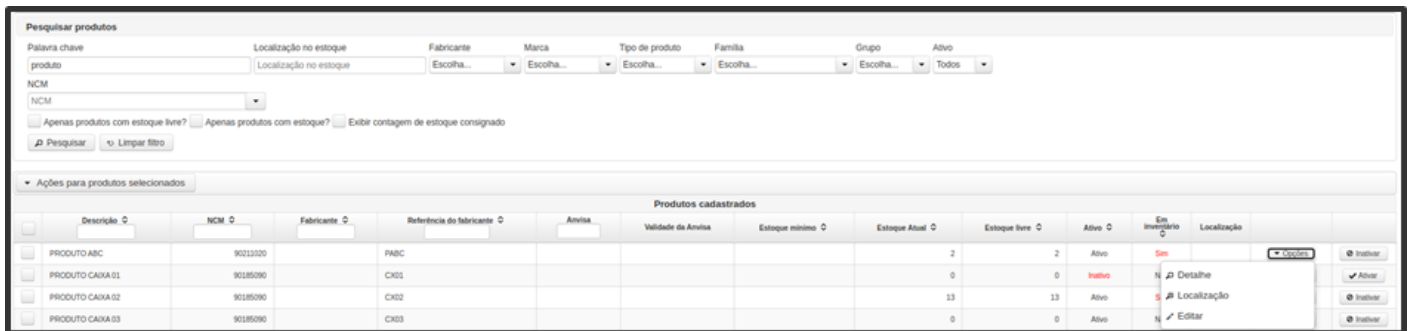 Pesquisar produtos
Palavra chave Localização no estoque Fabricante Marca Tipo de produto Família Grupo Ativo
produto Localização no estoque Escolha... Escolha... Escolha... Escolha... Escolha... Todos
NCM
NCM
Apenas produtos com estoque livre? Apenas produtos com estoque? Exibir contagem de estoque consignado
Pesquisar Limpar filtro
Ações para produtos selecionados
Produtos cadastrados
Descrição NCM Fabricante Referência do fabricante Anvisa Validade da Anvisa Estoque mínimo Estoque Atual Estoque livre Ativo Em inventário Localização
PRODUTO ABC 90211020 PABC 2 2 Ativo Sim Opções Inativar
PRODUTO CAIXA 01 90185090 CX01 0 0 Inativo N Detalhe Ativar
PRODUTO CAIXA 02 90185090 CX02 13 13 Ativo S Localização Inativar
PRODUTO CAIXA 03 90185090 CX03 0 0 Ativo N Editar Inativar